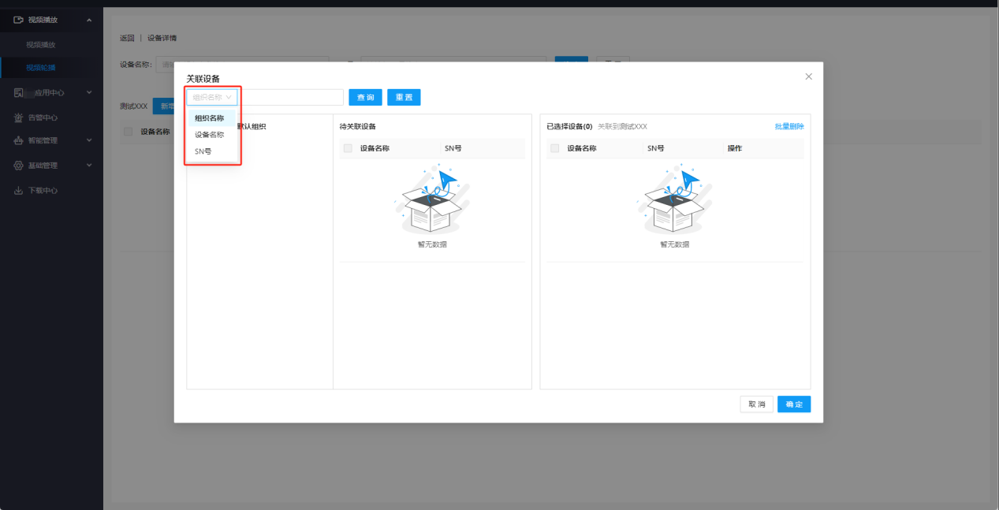 视频播放
视频播放
视频轮播
应用中心
告警中心
智能管理
基础管理
下载中心
返回 | 设备详情
设备名称:
测试XXX
新增
设备名称
关联设备
组织名称
查询
重置
组织名称
设备名称
SN号
默认组织
待关联设备
设备名称
SN号
暂无数据
已选择设备(0) 关联到测试XXX
批量删除
设备名称
SN号
操作
暂无数据
取消
确定